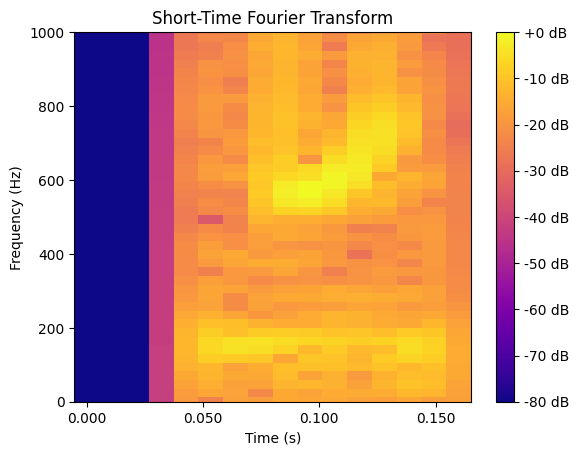 Short-Time Fourier Transform
1000
800
600
400
200
0
Frequency (Hz)
0.000
0.050
0.100
0.150
Time (s)
+0 dB
-10 dB
-20 dB
-30 dB
-40 dB
-50 dB
-60 dB
-70 dB
-80 dB